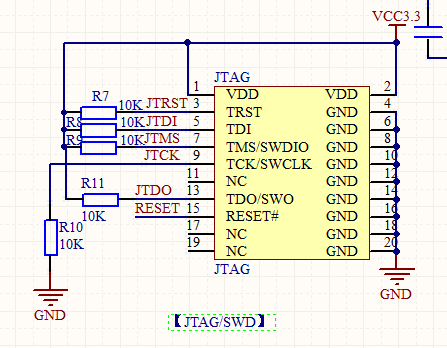 VCC3.3
JTAG
1 VDD VDD 2
R7 10K JTRST 3 TRST GND 4
R8 JTDI 5 TDI GND 6
R9 10K JTMS 7 TMS/SWDIO GND 8
JTCK 9 TCK/SWCLK GND 10
11 NC GND 12
R11 10K JTDO 13 TDO/SWO GND 14
RESET 15 RESET# GND 16
17 NC GND 18
R10 10K 19 NC GND 20
JTAG
GND GND
【JTAG/SWD】